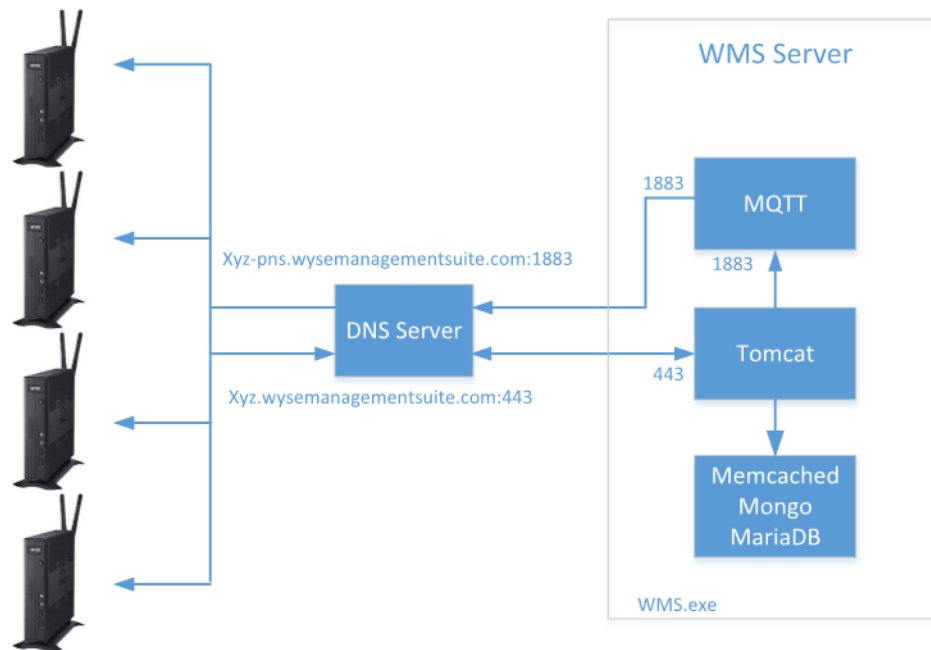 WMS Server
1883
MQTT
Xyz-pns.wysemanagementsuite.com:1883
1883
DNS Server
Tomcat
443
Xyz.wysemanagementsuite.com:443
Memcached
Mongo
MariaDB
WMS.exe